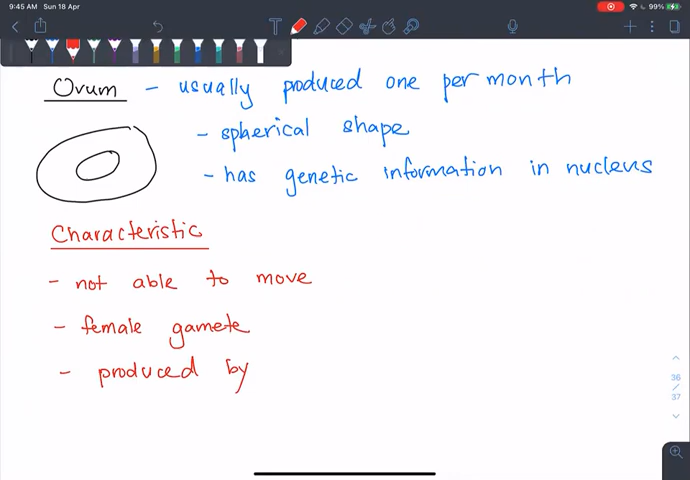 9:45 AM Sun 18 Apr
99%
Ovum - usually produced one per month
- spherical shape
- has genetic information in nucleus
Characteristic
- not able to move
- female gamete
- produced by
36
/
37